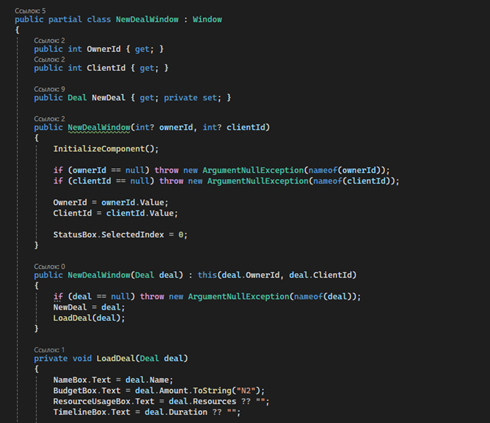 Ссылок: 5
public partial class NewDealWindow : Window
{
Ссылок: 2
public int OwnerId { get; }
Ссылок: 2
public int ClientId { get; }
Ссылок: 9
public Deal NewDeal { get; private set; }
Ссылок: 2
public NewDealWindow(int? ownerId, int? clientId)
{
InitializeComponent();
if (ownerId == null) throw new ArgumentNullException(nameof(ownerId));
if (clientId == null) throw new ArgumentNullException(nameof(clientId));
OwnerId = ownerId.Value;
ClientId = clientId.Value;
StatusBox.SelectedIndex = 0;
}
Ссылок: 0
public NewDealWindow(Deal deal) : this(deal.OwnerId, deal.ClientId)
{
if (deal == null) throw new ArgumentNullException(nameof(deal));
NewDeal = deal;
LoadDeal(deal);
}
Ссылок: 1
private void LoadDeal(Deal deal)
{
NameBox.Text = deal.Name;
BudgetBox.Text = deal.Amount.ToString("N2");
ResourceUsageBox.Text = deal.Resources ?? "";
TimelineBox.Text = deal.Duration ?? "";